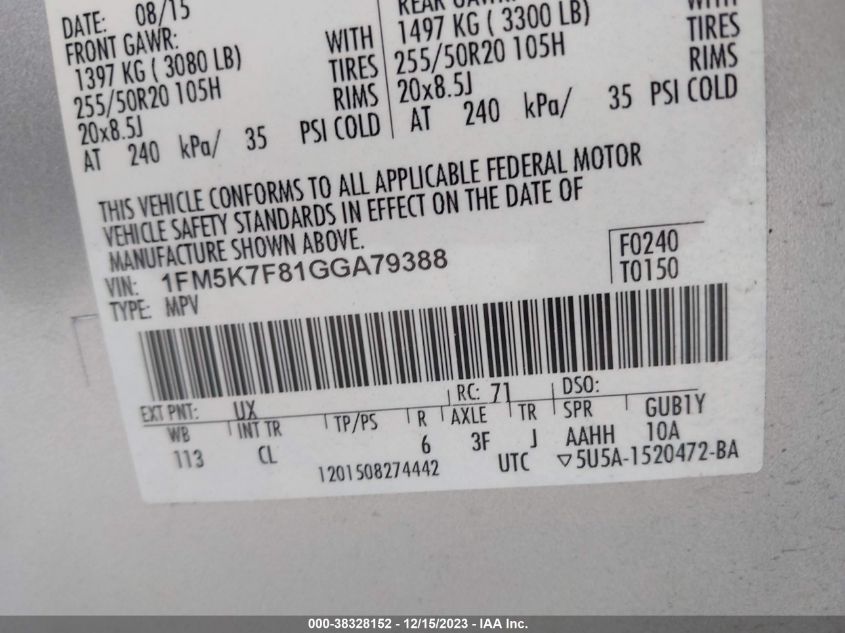 DATE: 08/15
FRONT GAWR:
1397 KG ( 3080 LB) WITH
255/50R20 105H TIRES
20x8.5J RIMS
AT 240 kPa/ 35 PSI COLD
REAR GAWR: WITH
1497 KG ( 3300 LB) TIRES
255/50R20 105H RIMS
20x8.5J
AT 240 kPa/ 35 PSI COLD
THIS VEHICLE CONFORMS TO ALL APPLICABLE FEDERAL MOTOR
VEHICLE SAFETY STANDARDS IN EFFECT ON THE DATE OF
MANUFACTURE SHOWN ABOVE.
VIN: 1FM5K7F81GGA79388
TYPE: MPV
F0240
T0150
EXT PNT: UX RC: 71 DSO:
WB INT TR TP/PS R AXLE TR SPR GUB1Y
113 CL 6 3F J AAHH 10A
1201508274442 UTC ▽5U5A-1520472-BA
000-38328152 - 12/15/2023 - IAA Inc.